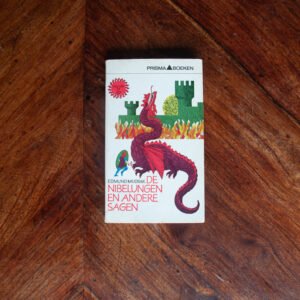 PRISMA BOEKEN
EDMUND MUDRAK DE
NIBELUNGEN
EN ANDERE
SAGEN